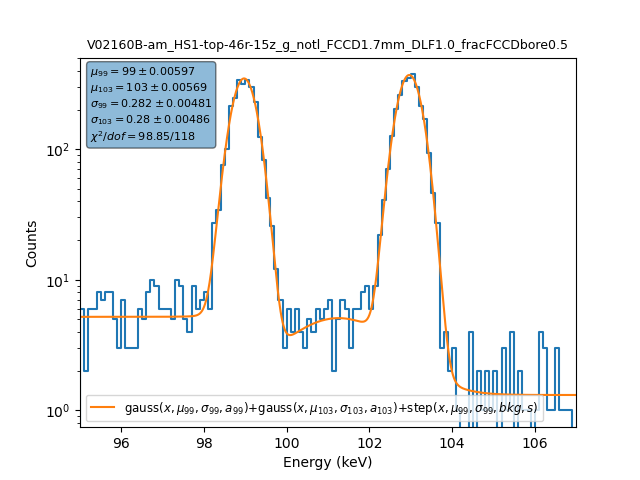 V02160B-am_HS1-top-46r-15z_g_notl_FCCD1.7mm_DLF1.0_fracFCCDbore0.5
μ₉₉ = 99 ± 0.00597
μ₁₀₃ = 103 ± 0.00569
σ₉₉ = 0.282 ± 0.00481
σ₁₀₃ = 0.28 ± 0.00486
χ²/dof = 98.85/118
10²
10¹
10⁰
Counts
gauss(x, μ₉₉, σ₉₉, a₉₉)+gauss(x, μ₁₀₃, σ₁₀₃, a₁₀₃)+step(x, μ₉₉, σ₉₉, bkg, s)
96 98 100 102 104 106
Energy (keV)